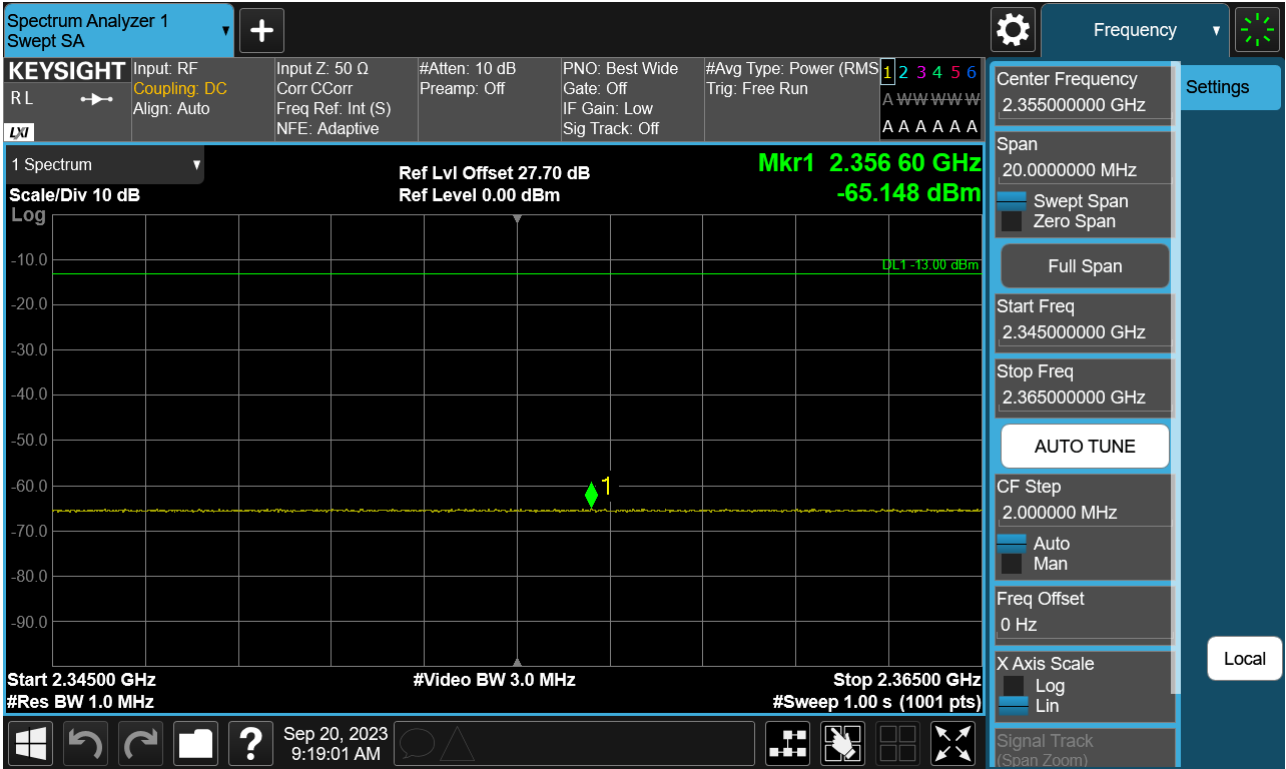 Spectrum Analyzer 1
Swept SA
+
Frequency
KEYSIGHT
R L
LXI
Input: RF
Coupling: DC
Align: Auto
Input Z: 50 Ω
Corr CCorr
Freq Ref: Int (S)
NFE: Adaptive
#Atten: 10 dB
Preamp: Off
PNO: Best Wide
Gate: Off
IF Gain: Low
Sig Track: Off
#Avg Type: Power (RMS
Trig: Free Run
1 2 3 4 5 6
A W W W W W
A A A A A A
1 Spectrum
Scale/Div 10 dB
Ref Lvl Offset 27.70 dB
Ref Level 0.00 dBm
Mkr1 2.356 60 GHz
-65.148 dBm
Log
DL1 -13.00 dBm
-10.0
-20.0
-30.0
-40.0
-50.0
-60.0
-70.0
-80.0
-90.0
1
Start 2.34500 GHz
#Res BW 1.0 MHz
#Video BW 3.0 MHz
Stop 2.36500 GHz
#Sweep 1.00 s (1001 pts)
Center Frequency
2.355000000 GHz
Span
20.0000000 MHz
Swept Span
Zero Span
Full Span
Start Freq
2.345000000 GHz
Stop Freq
2.365000000 GHz
AUTO TUNE
CF Step
2.000000 MHz
Auto
Man
Freq Offset
0 Hz
X Axis Scale
Log
Lin
Signal Track
(Span Zoom)
Settings
Local
?
Sep 20, 2023
9:19:01 AM